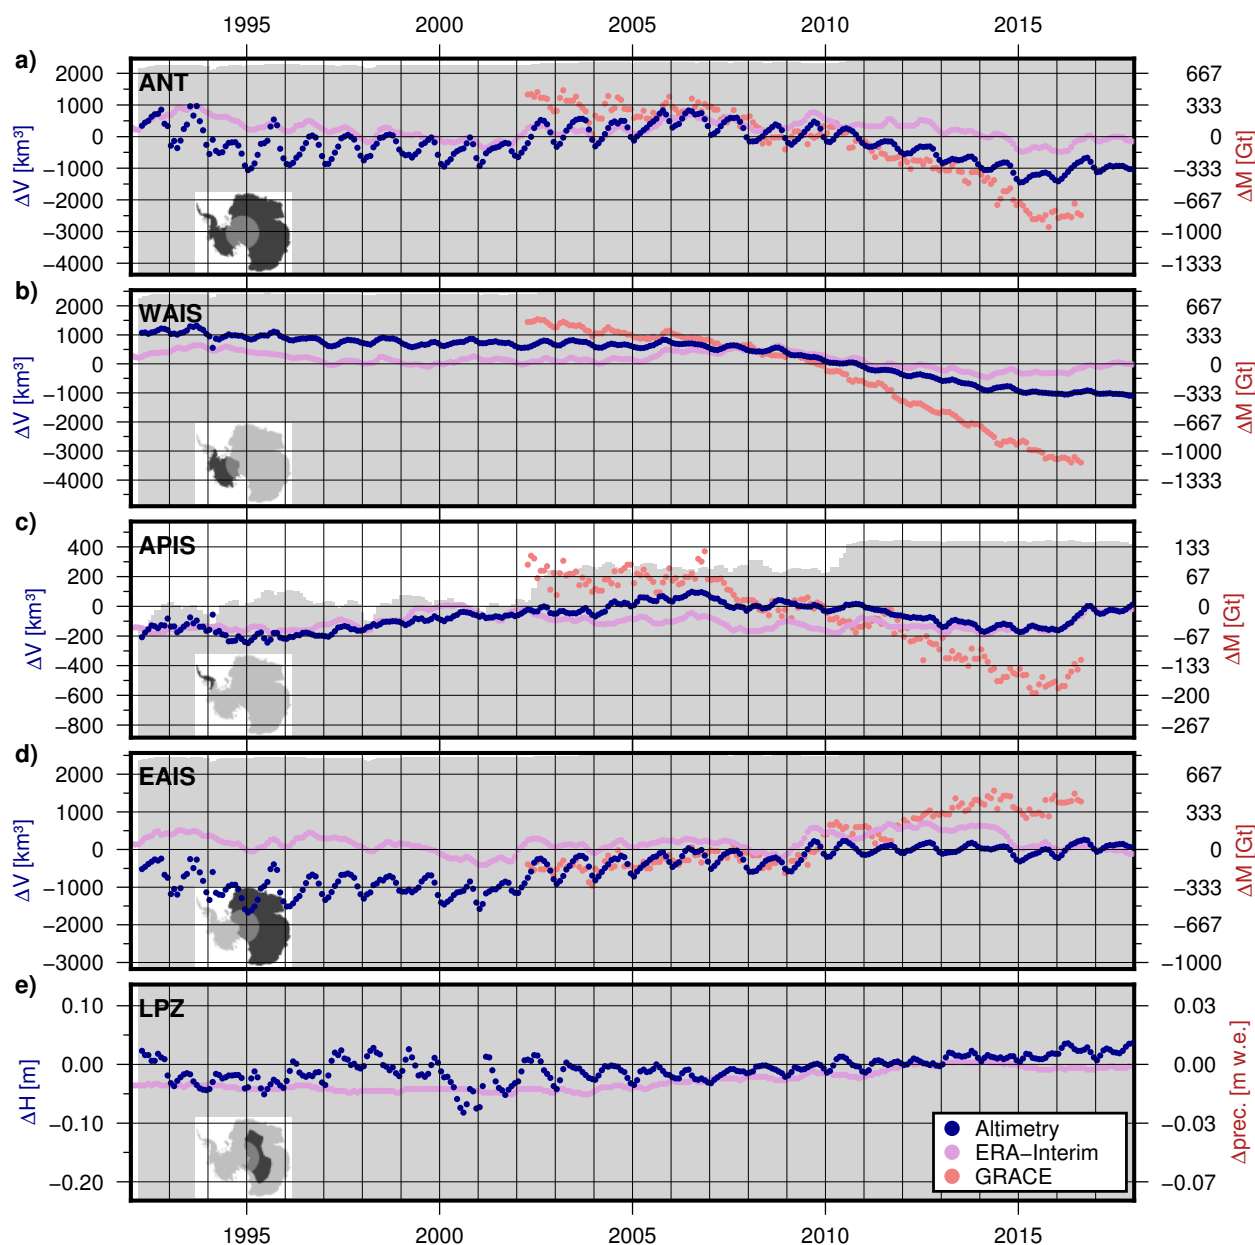 1995 2000 2005 2010 2015
a)
ANT
2000 1000 0 −1000 −2000 −3000 −4000
ΔV [km³]
667 333 0 −333 −667 −1000 −1333
ΔM [Gt]
b)
WAIS
2000 1000 0 −1000 −2000 −3000 −4000
ΔV [km³]
667 333 0 −333 −667 −1000 −1333
ΔM [Gt]
c)
APIS
400 200 0 −200 −400 −600 −800
ΔV [km³]
133 67 0 −67 −133 −200 −267
ΔM [Gt]
d)
EAIS
2000 1000 0 −1000 −2000 −3000
ΔV [km³]
667 333 0 −333 −667 −1000
ΔM [Gt]
e)
LPZ
0.10 0.00 −0.10 −0.20
ΔH [m]
0.03 0.00 −0.03 −0.07
Δprec. [m w.e.]
Altimetry
ERA−Interim
GRACE
1995 2000 2005 2010 2015